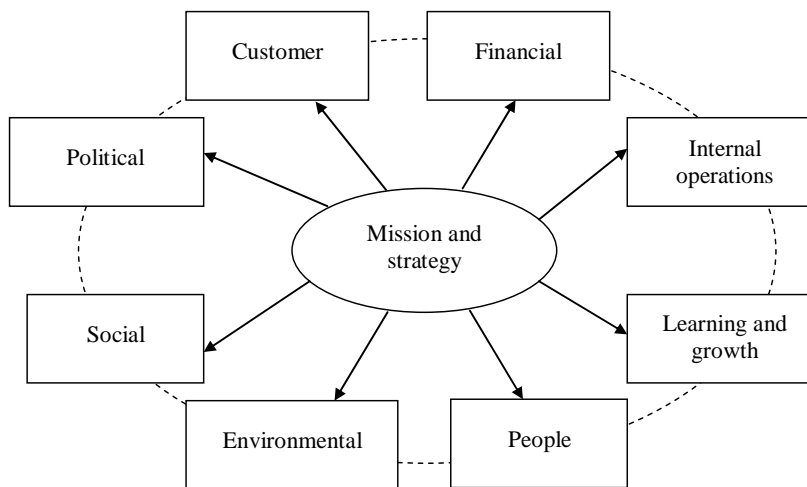 Customer
Financial
Political
Internal
operations
Mission and
strategy
Social
Learning and
growth
Environmental
People